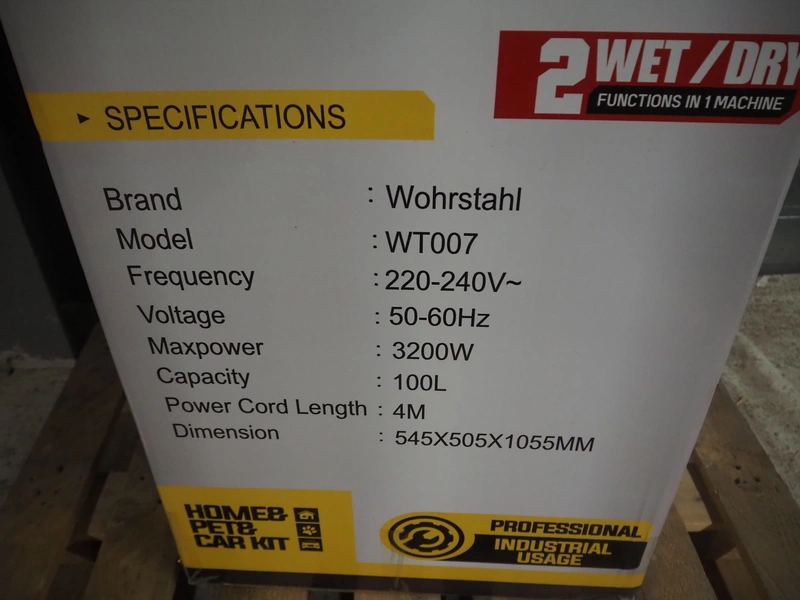 2 WET/DRY
FUNCTIONS IN 1 MACHINE
SPECIFICATIONS
Brand : Wohrstahl
Model : WT007
Frequency : 220-240V~
Voltage : 50-60Hz
Maxpower : 3200W
Capacity : 100L
Power Cord Length : 4M
Dimension : 545X505X1055MM
HOME&
PET&
CAR KIT
PROFESSIONAL
INDUSTRIAL
USAGE